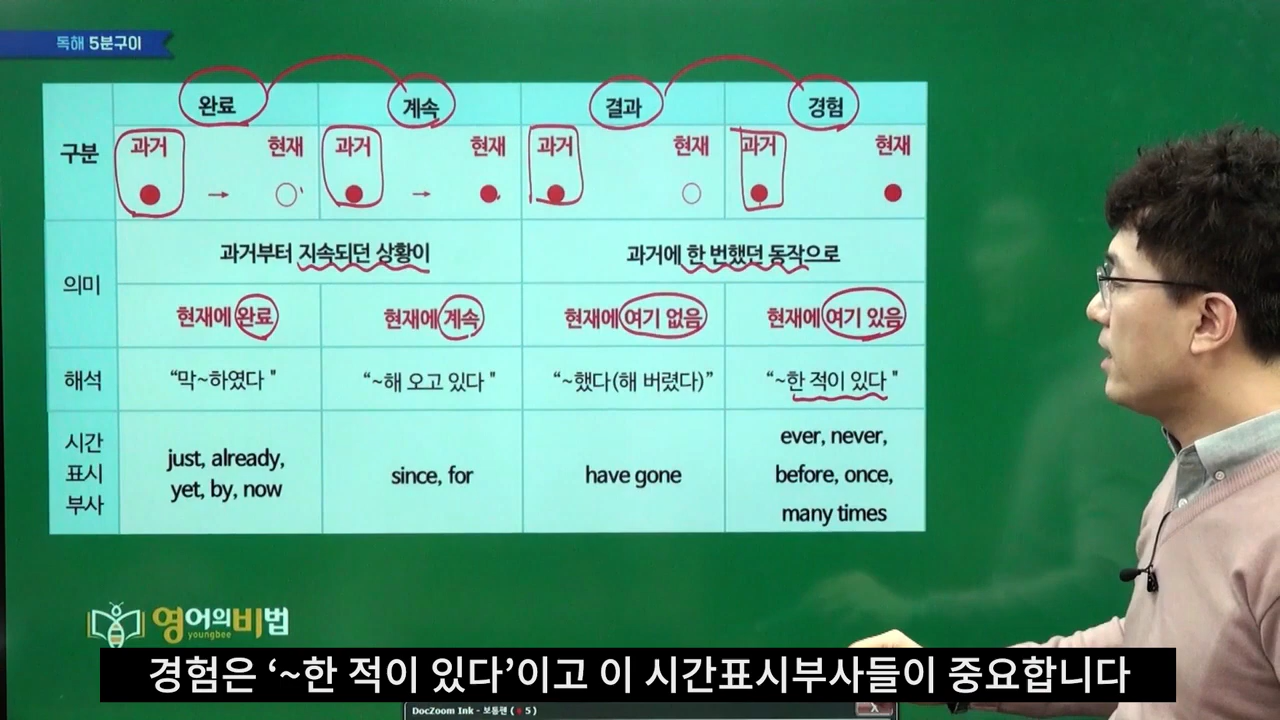 독해 5분구이
완료 계속 결과 경험
구분
과거 현재 과거 현재 과거 현재 과거 현재
의미
과거부터 지속되던 상황이
과거에 한 번했던 동작으로
현재에 완료
현재에 계속
현재에 여기 없음
현재에 여기 있음
해석
“막~하였다 "
“~해 오고 있다 "
“~했다(해 버렸다)”
“~한 적이 있다 "
시간
표시
부사
just, already,
yet, by, now
since, for
have gone
ever, never,
before, once,
many times
영어의비법
youngbee
경험은 ‘~한 적이 있다’이고 이 시간표시부사들이 중요합니다
DocZoom Ink - 보통펜 ( 5 )
X